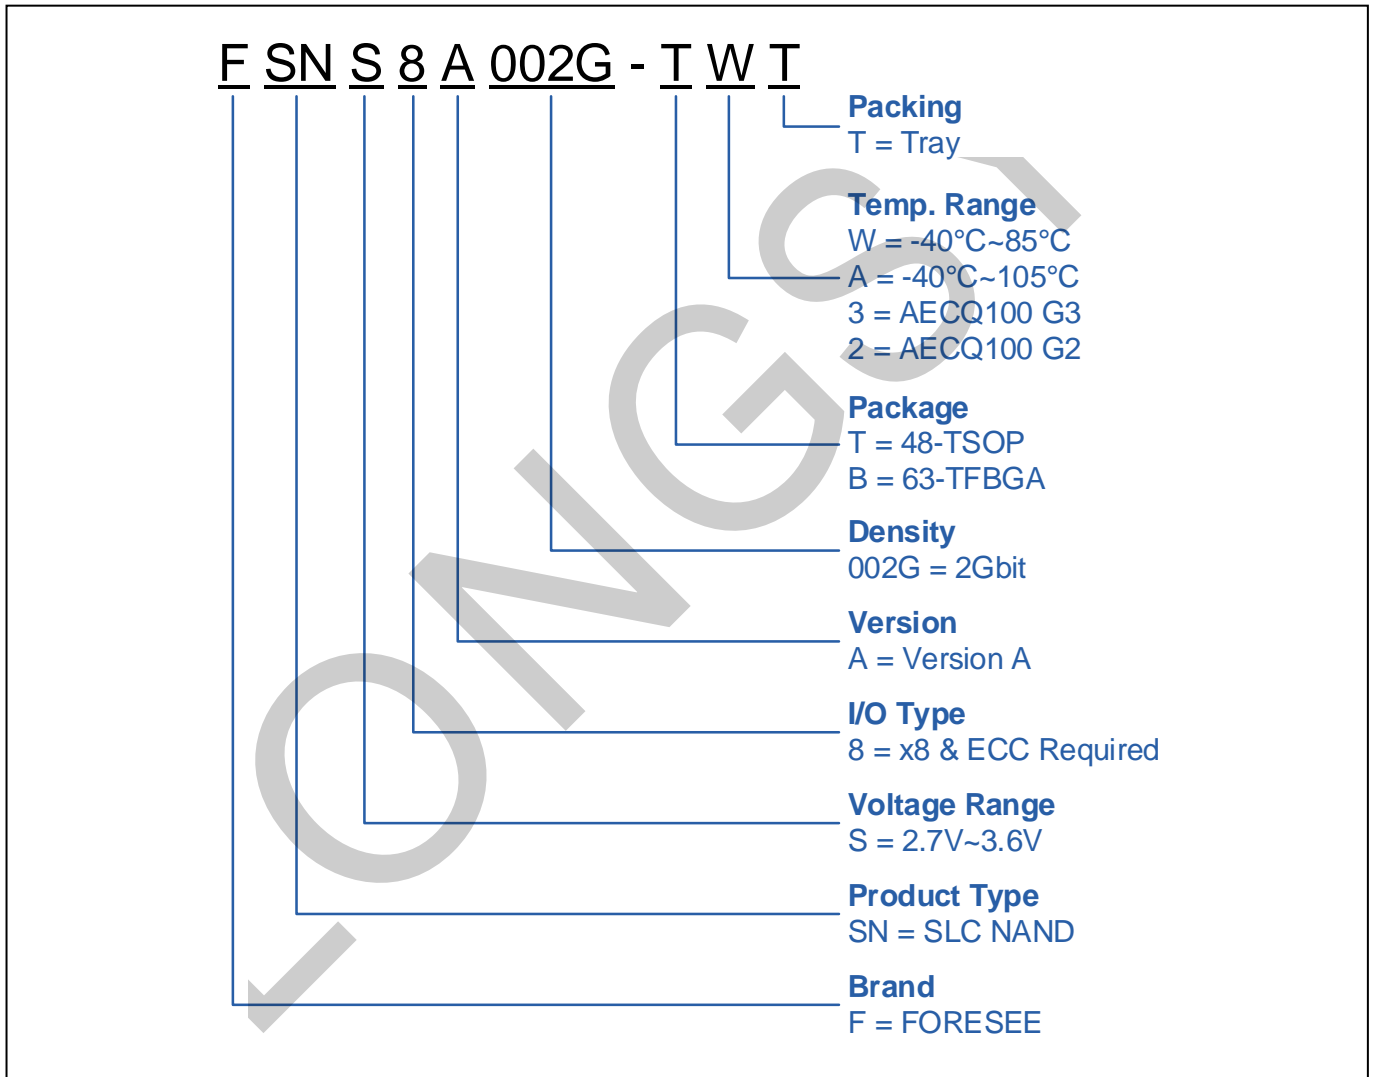 F SN S 8 A 002G - T W T
Packing
T = Tray
Temp. Range
W = -40°C~85°C
A = -40°C~105°C
3 = AECQ100 G3
2 = AECQ100 G2
Package
T = 48-TSOP
B = 63-TFBGA
Density
002G = 2Gbit
Version
A = Version A
I/O Type
8 = x8 & ECC Required
Voltage Range
S = 2.7V~3.6V
Product Type
SN = SLC NAND
Brand
F = FORESEE